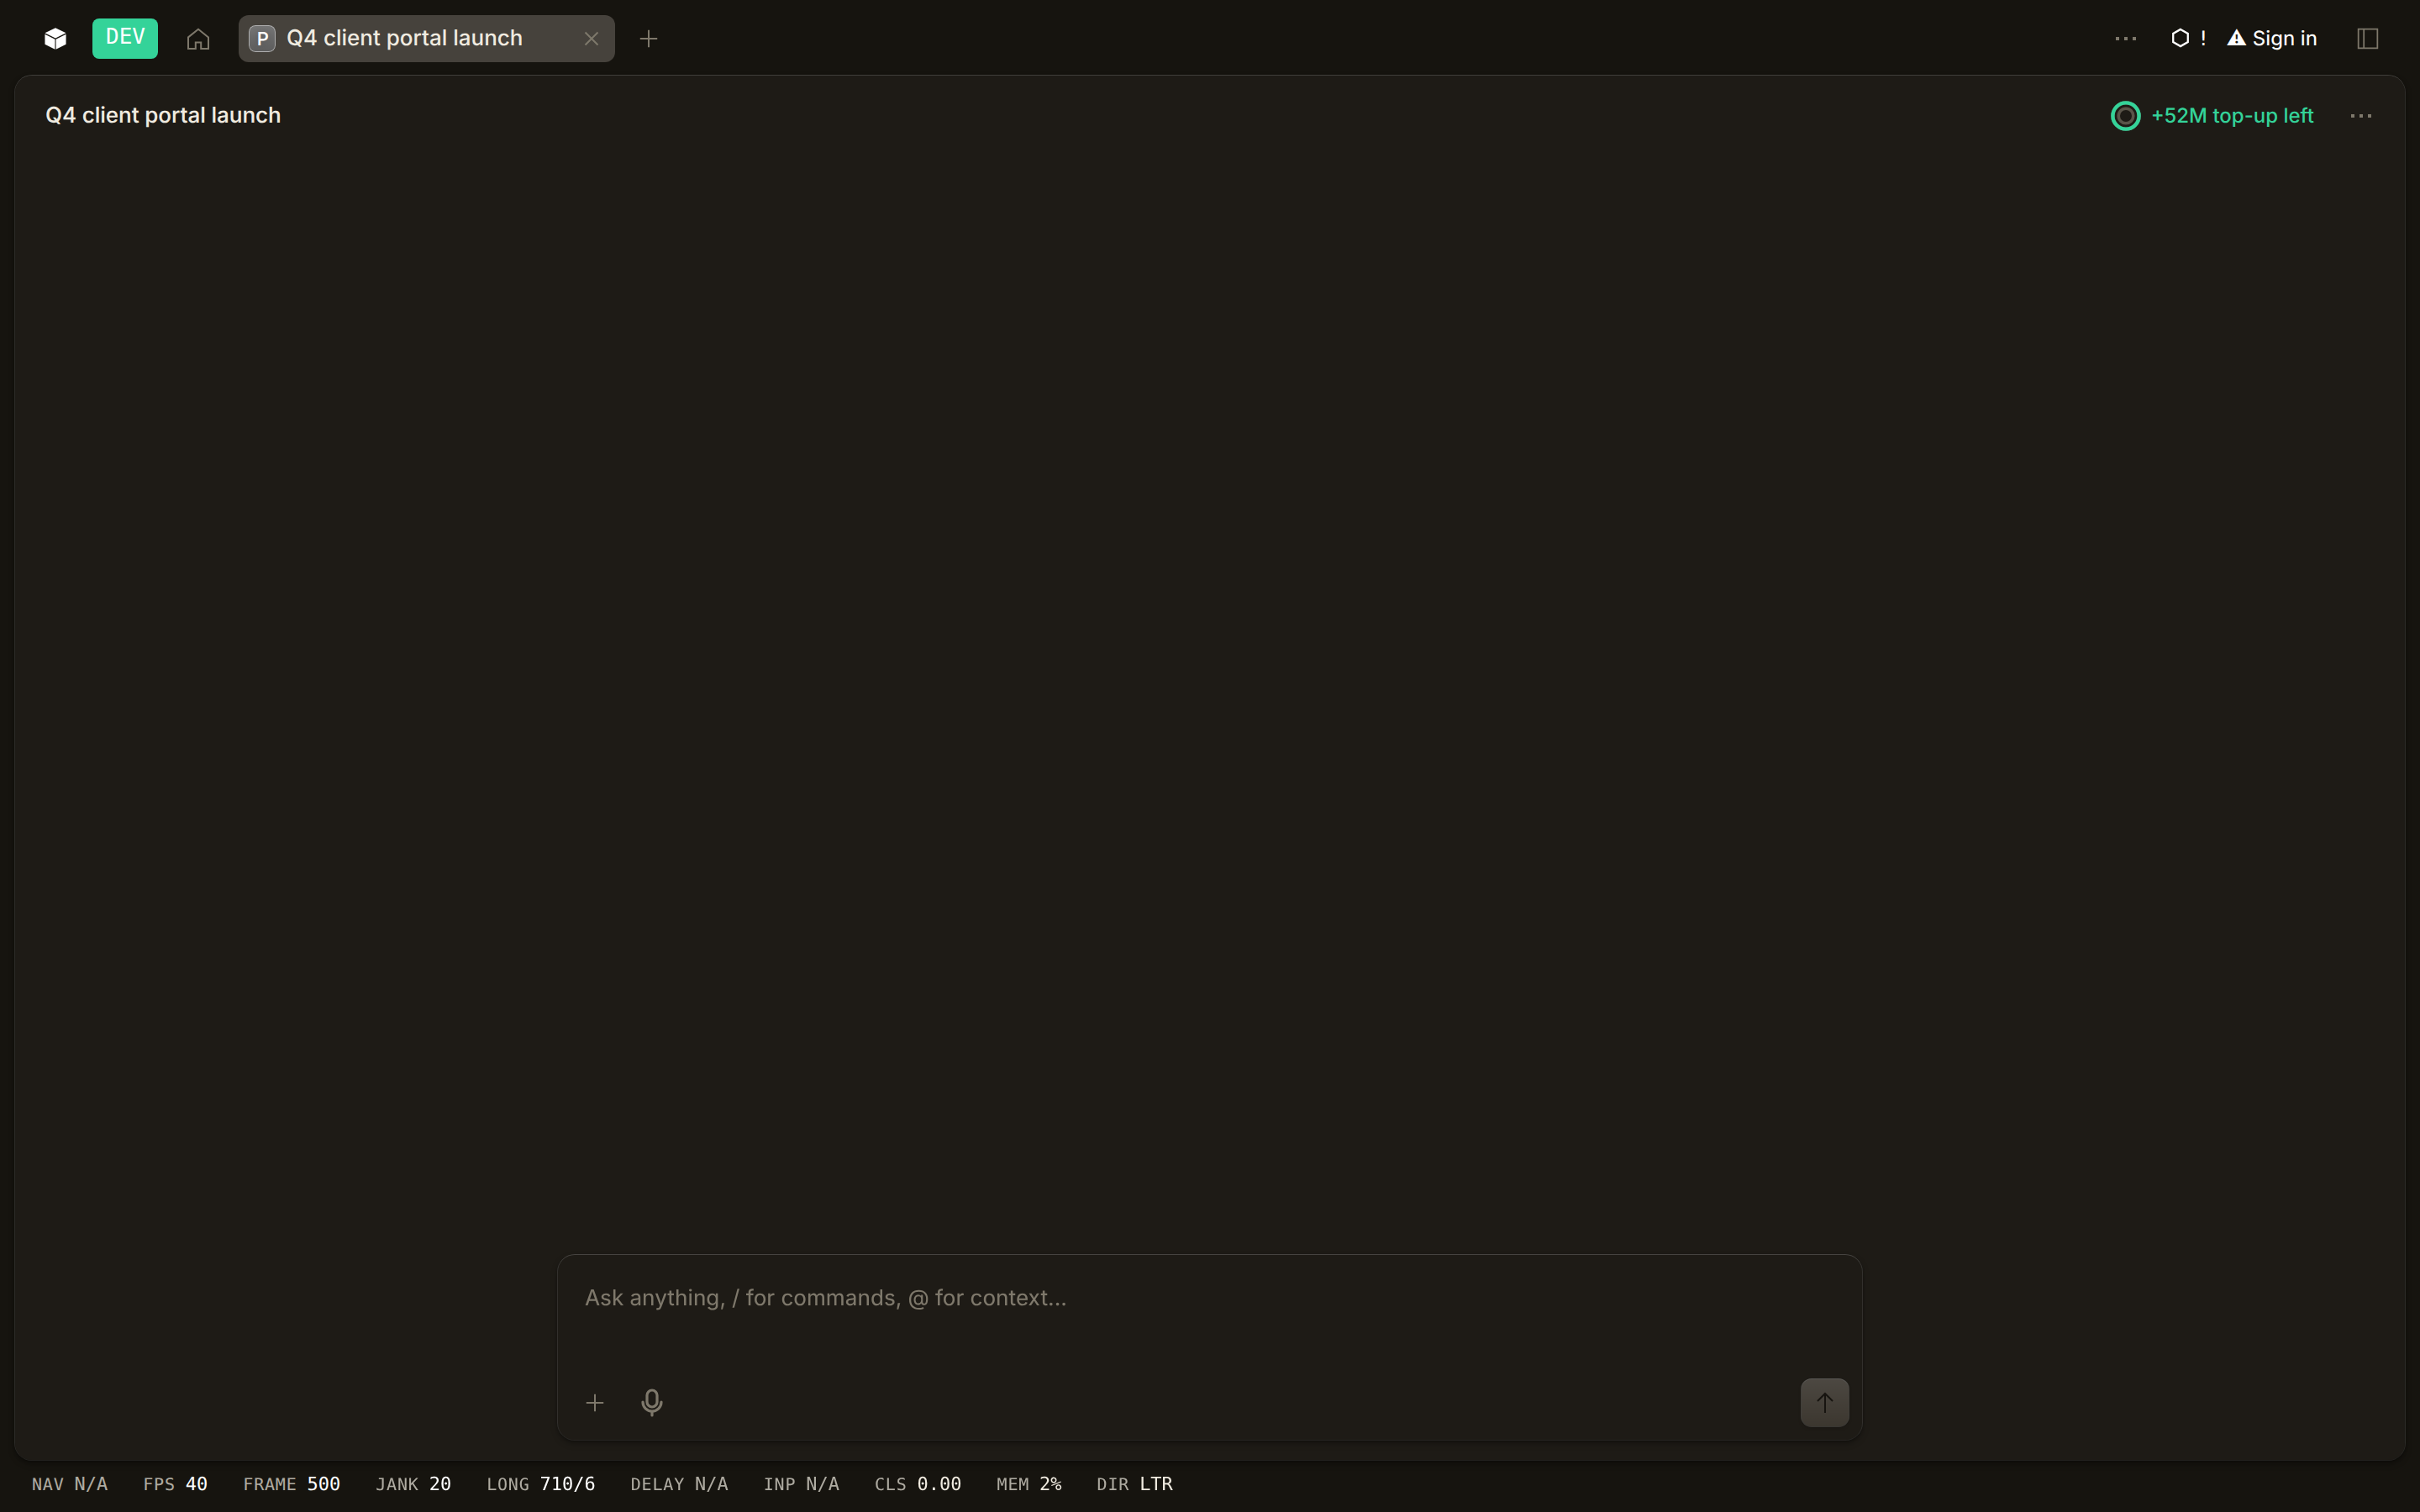 DEV P Q4 client portal launch ! Sign in
Q4 client portal launch +52M top-up left
Ask anything, / for commands, @ for context...
NAV N/A FPS 40 FRAME 500 JANK 20 LONG 710/6 DELAY N/A INP N/A CLS 0.00 MEM 2% DIR LTR